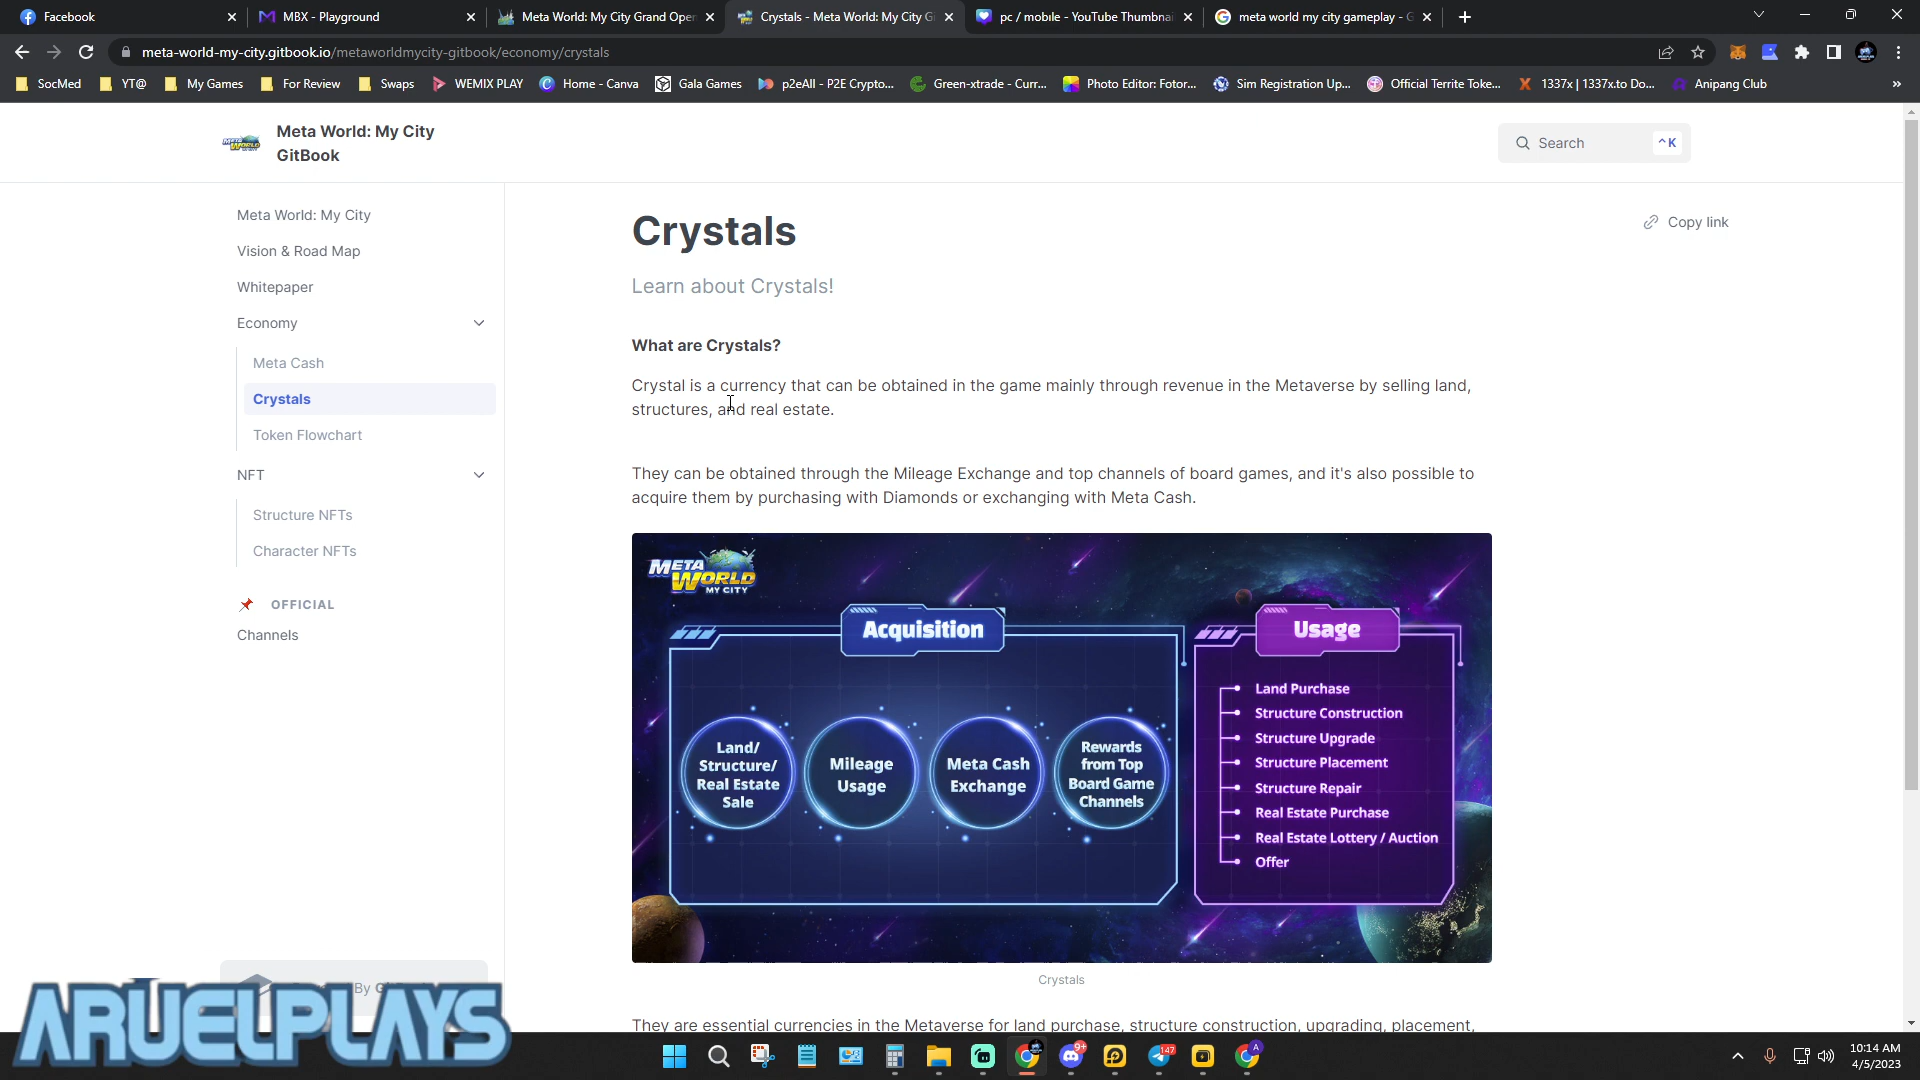 Facebook
MBX - Playground
Meta World: My City Grand Oper
Crystals - Meta World: My City G
pc / mobile - YouTube Thumbnai
meta world my city gameplay - G
meta-world-my-city.gitbook.io/metaworldmycity-gitbook/economy/crystals
SocMed
YT@
My Games
For Review
Swaps
WEMIX PLAY
Home - Canva
Gala Games
p2eAll - P2E Crypto...
Green-xtrade - Curr...
Photo Editor: Fotor...
Sim Registration Up...
Official Territe Toke...
1337x | 1337x.to Do...
Anipang Club
»
Meta World: My City
GitBook
Search
^K
Meta World: My City
Vision & Road Map
Whitepaper
Economy
Meta Cash
Crystals
Token Flowchart
NFT
Structure NFTs
Character NFTs
OFFICIAL
Channels
Crystals
Copy link
Learn about Crystals!
What are Crystals?
Crystal is a currency that can be obtained in the game mainly through revenue in the Metaverse by selling land,
structures, and real estate.
They can be obtained through the Mileage Exchange and top channels of board games, and it's also possible to
acquire them by purchasing with Diamonds or exchanging with Meta Cash.
META
WORLD
MY CITY
Acquisition
Land/
Structure/
Real Estate
Sale
Mileage
Usage
Meta Cash
Exchange
Rewards
from Top
Board Game
Channels
Usage
Land Purchase
Structure Construction
Structure Upgrade
Structure Placement
Structure Repair
Real Estate Purchase
Real Estate Lottery / Auction
Offer
Crystals
They are essential currencies in the Metaverse for land purchase, structure construction, upgrading, placement,
By
ARUELPLAYS
9+
147
A
10:14 AM
4/5/2023